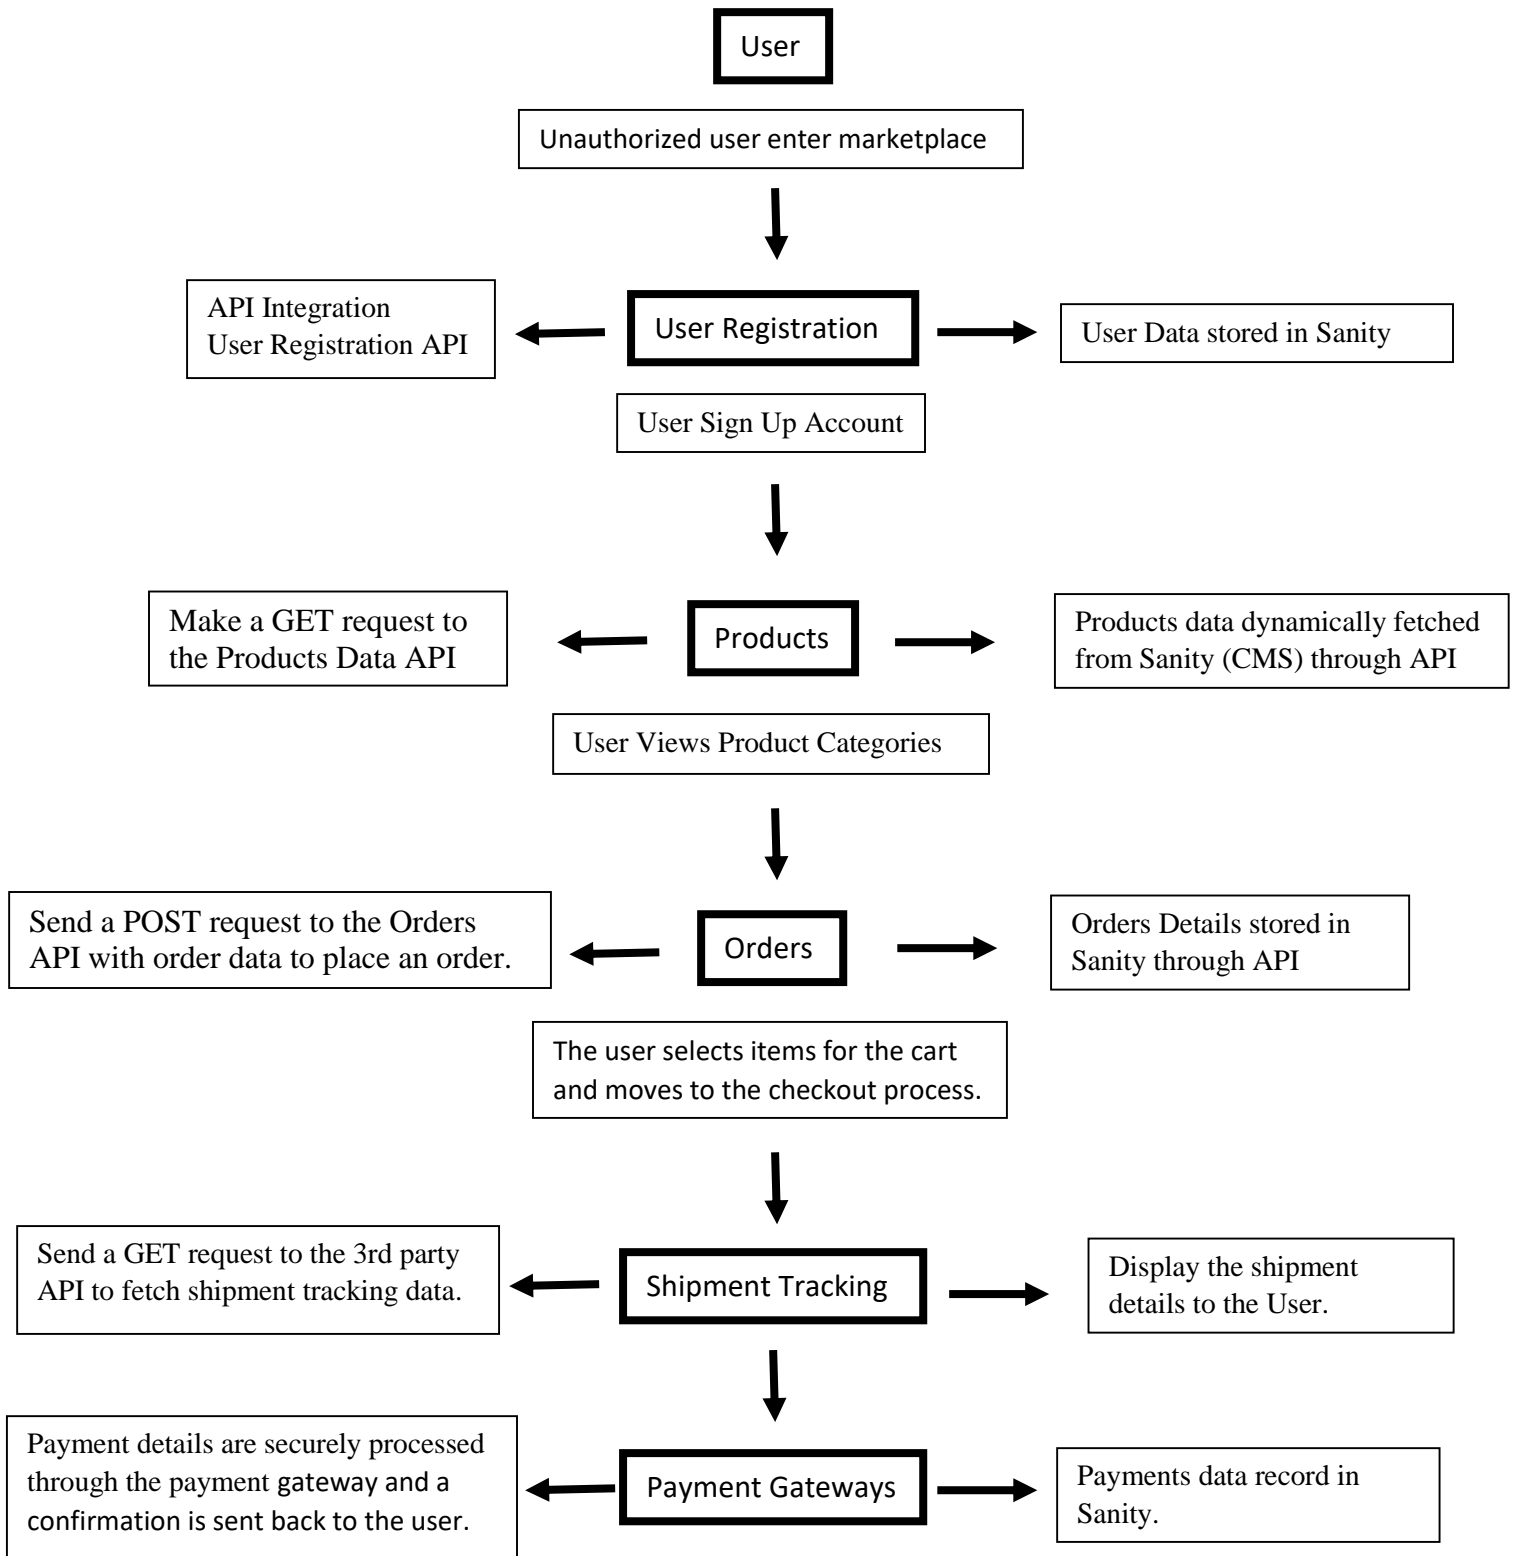 User
Unauthorized user enter marketplace
API Integration
User Registration API
User Registration
User Data stored in Sanity
User Sign Up Account
Make a GET request to
the Products Data API
Products
Products data dynamically fetched
from Sanity (CMS) through API
User Views Product Categories
Send a POST request to the Orders
API with order data to place an order.
Orders
Orders Details stored in
Sanity through API
The user selects items for the cart
and moves to the checkout process.
Send a GET request to the 3rd party
API to fetch shipment tracking data.
Shipment Tracking
Display the shipment
details to the User.
Payment details are securely processed
through the payment gateway and a
confirmation is sent back to the user.
Payment Gateways
Payments data record in
Sanity.